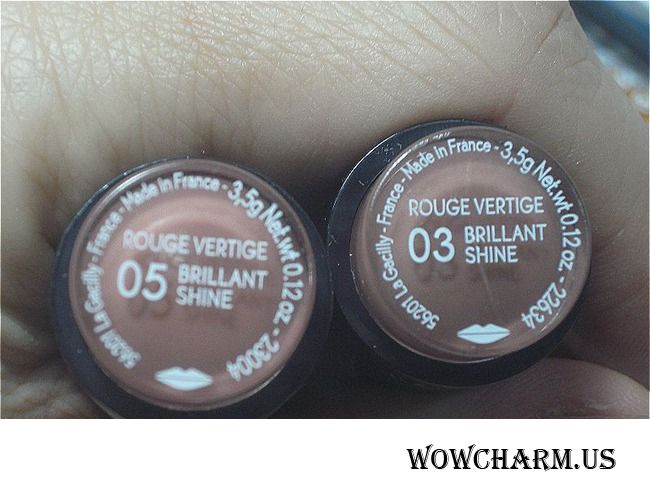 56201 La Gacilly - France - Made in France - 3,5g Net.wt 0.12 oz. - 23004
ROUGE VERTIGE
05 BRILLANT
SHINE
56201 La Gacilly - France - Made in France - 3,5g Net.wt 0.12 oz. - 22634
ROUGE VERTIGE
03 BRILLANT
SHINE
WOWCHARM.US